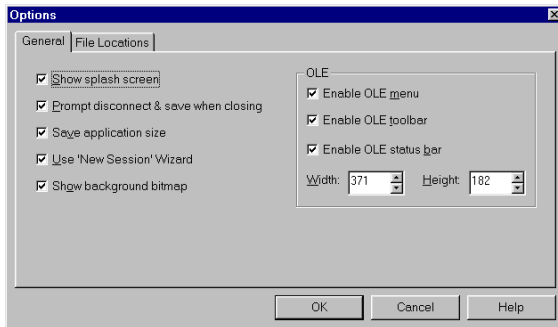 Options
General
File Locations
Show splash screen
Prompt disconnect & save when closing
Save application size
Use 'New Session' Wizard
Show background bitmap
OLE
Enable OLE menu
Enable OLE toolbar
Enable OLE status bar
Width: 371 Height: 182
OK Cancel Help